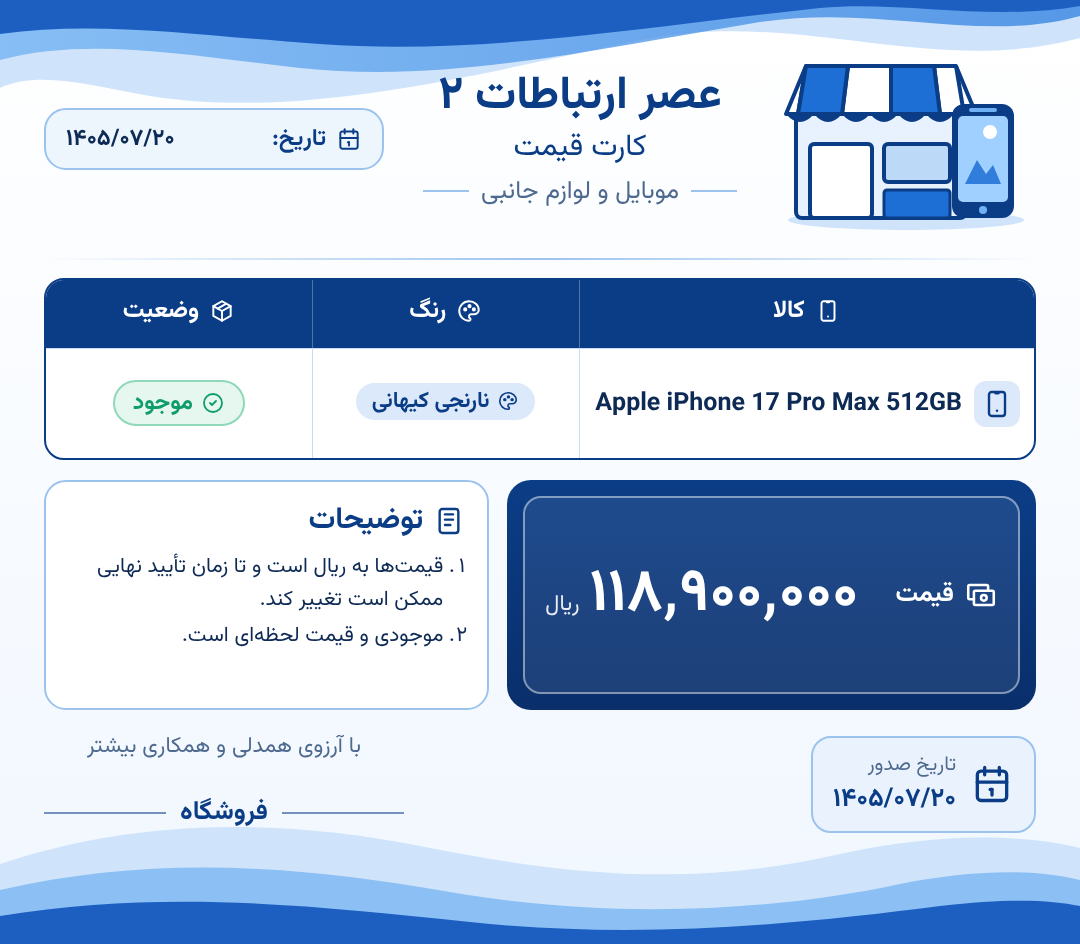 عصر ارتباطات ۲
کارت قیمت
موبایل و لوازم جانبی
تاریخ: ۱۴۰۵/۰۷/۲۰
کالا رنگ وضعیت
Apple iPhone 17 Pro Max 512GB نارنجی کیهانی موجود
قیمت ۱۱۸,۹۰۰,۰۰۰ ریال
توضیحات
۱. قیمت‌ها به ریال است و تا زمان تأیید نهایی
ممکن است تغییر کند.
۲. موجودی و قیمت لحظه‌ای است.
تاریخ صدور
۱۴۰۵/۰۷/۲۰
با آرزوی همدلی و همکاری بیشتر
فروشگاه